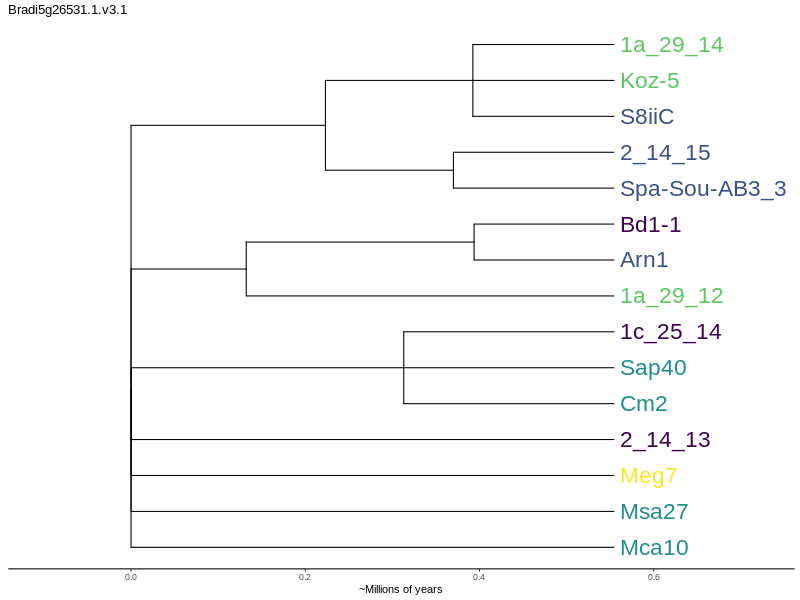 Bradi5g26531.1.v3.1
1a_29_14
Koz-5
S8iiC
2_14_15
Spa-Sou-AB3_3
Bd1-1
Arn1
1a_29_12
1c_25_14
Sap40
Cm2
2_14_13
Meg7
Msa27
Mca10
0.0 0.2 0.4 0.6
~Millions of years